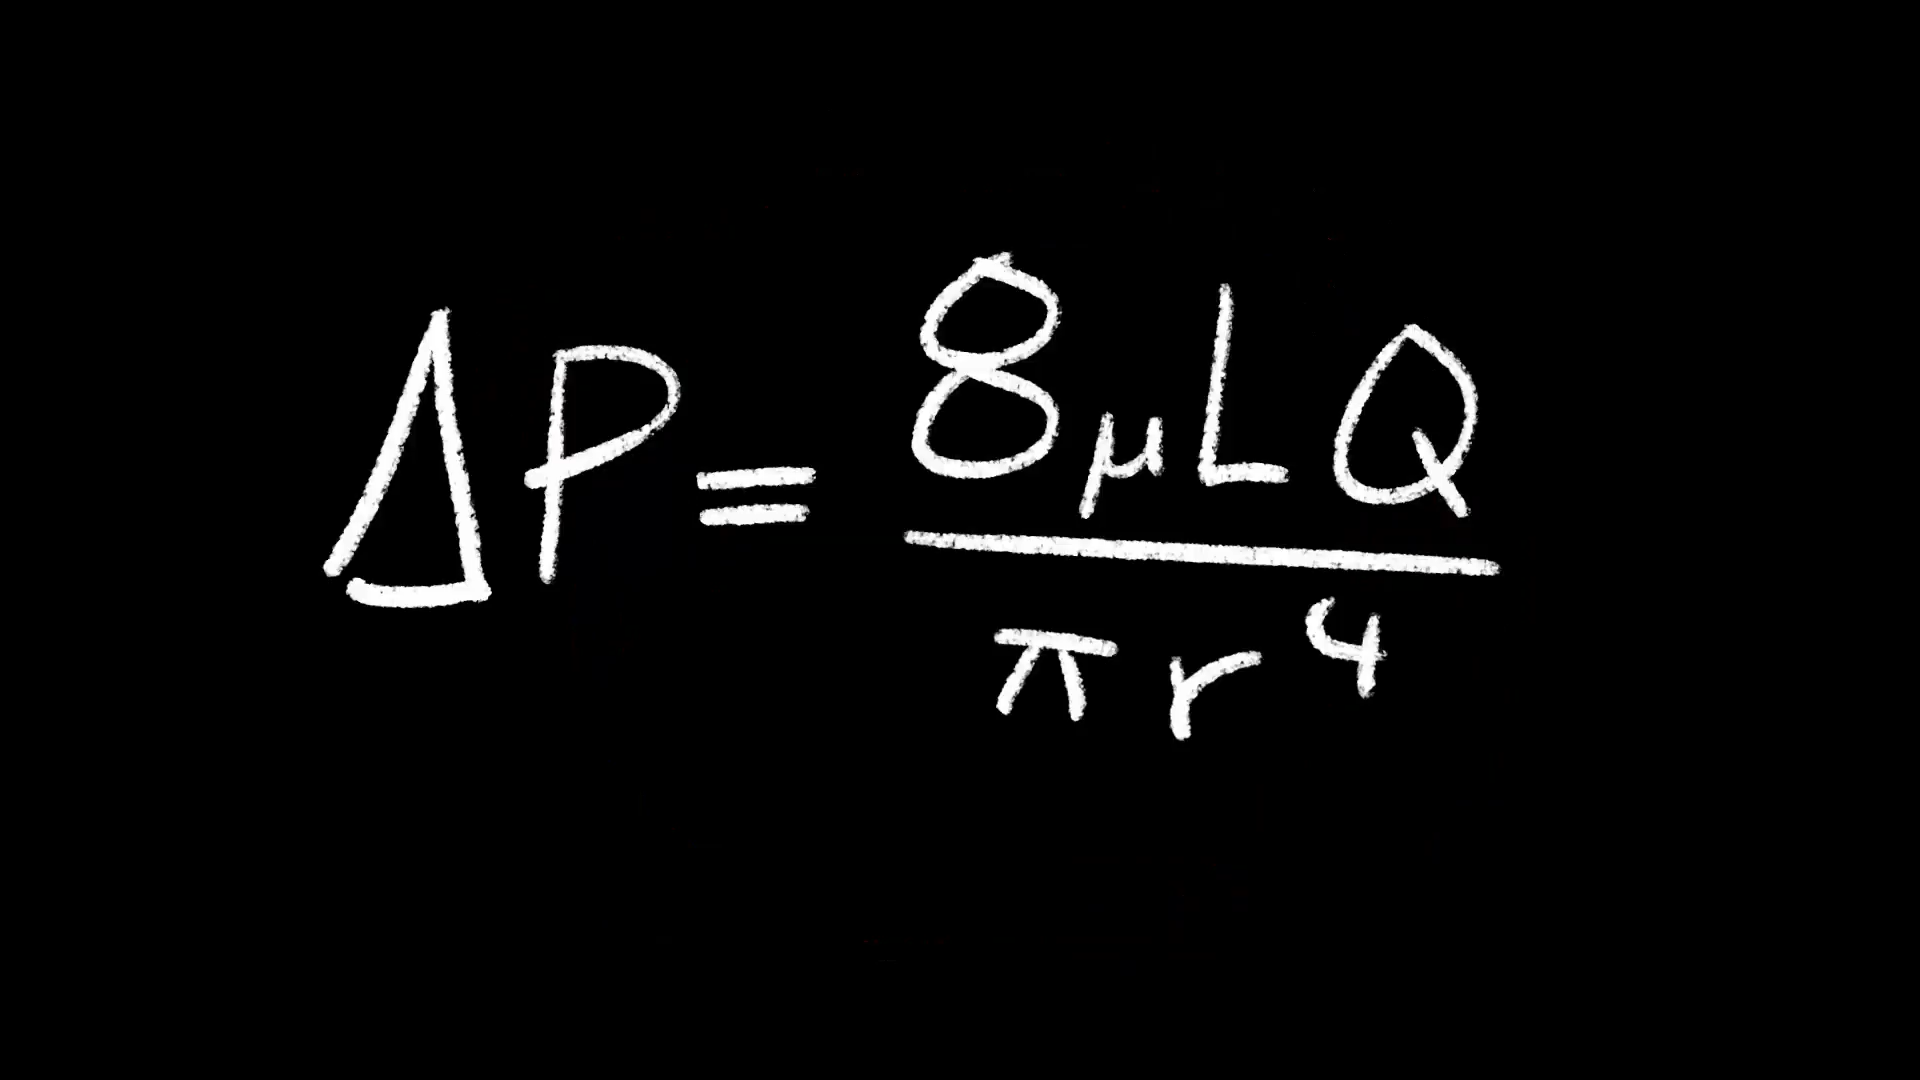 ΔP = 8μLQ / πr⁴